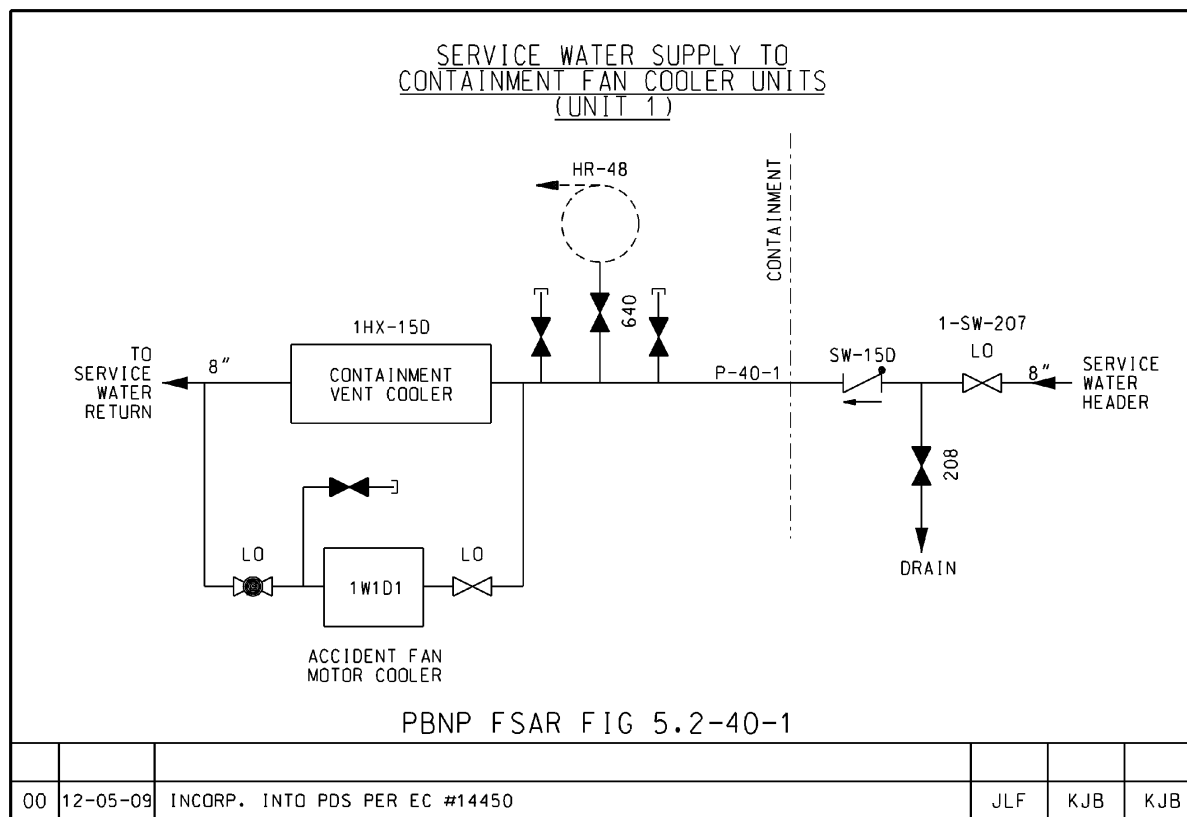 SERVICE WATER SUPPLY TO
CONTAINMENT FAN COOLER UNITS
(UNIT 1)
HR-48
CONTAINMENT
640
1HX-15D
1-SW-207
SW-15D
LO
TO
SERVICE
WATER
RETURN
8"
CONTAINMENT
VENT COOLER
P-40-1
8"
SERVICE
WATER
HEADER
208
LO
1W1D1
LO
DRAIN
ACCIDENT FAN
MOTOR COOLER
PBNP FSAR FIG 5.2-40-1
00 12-05-09 INCORP. INTO PDS PER EC #14450 JLF KJB KJB